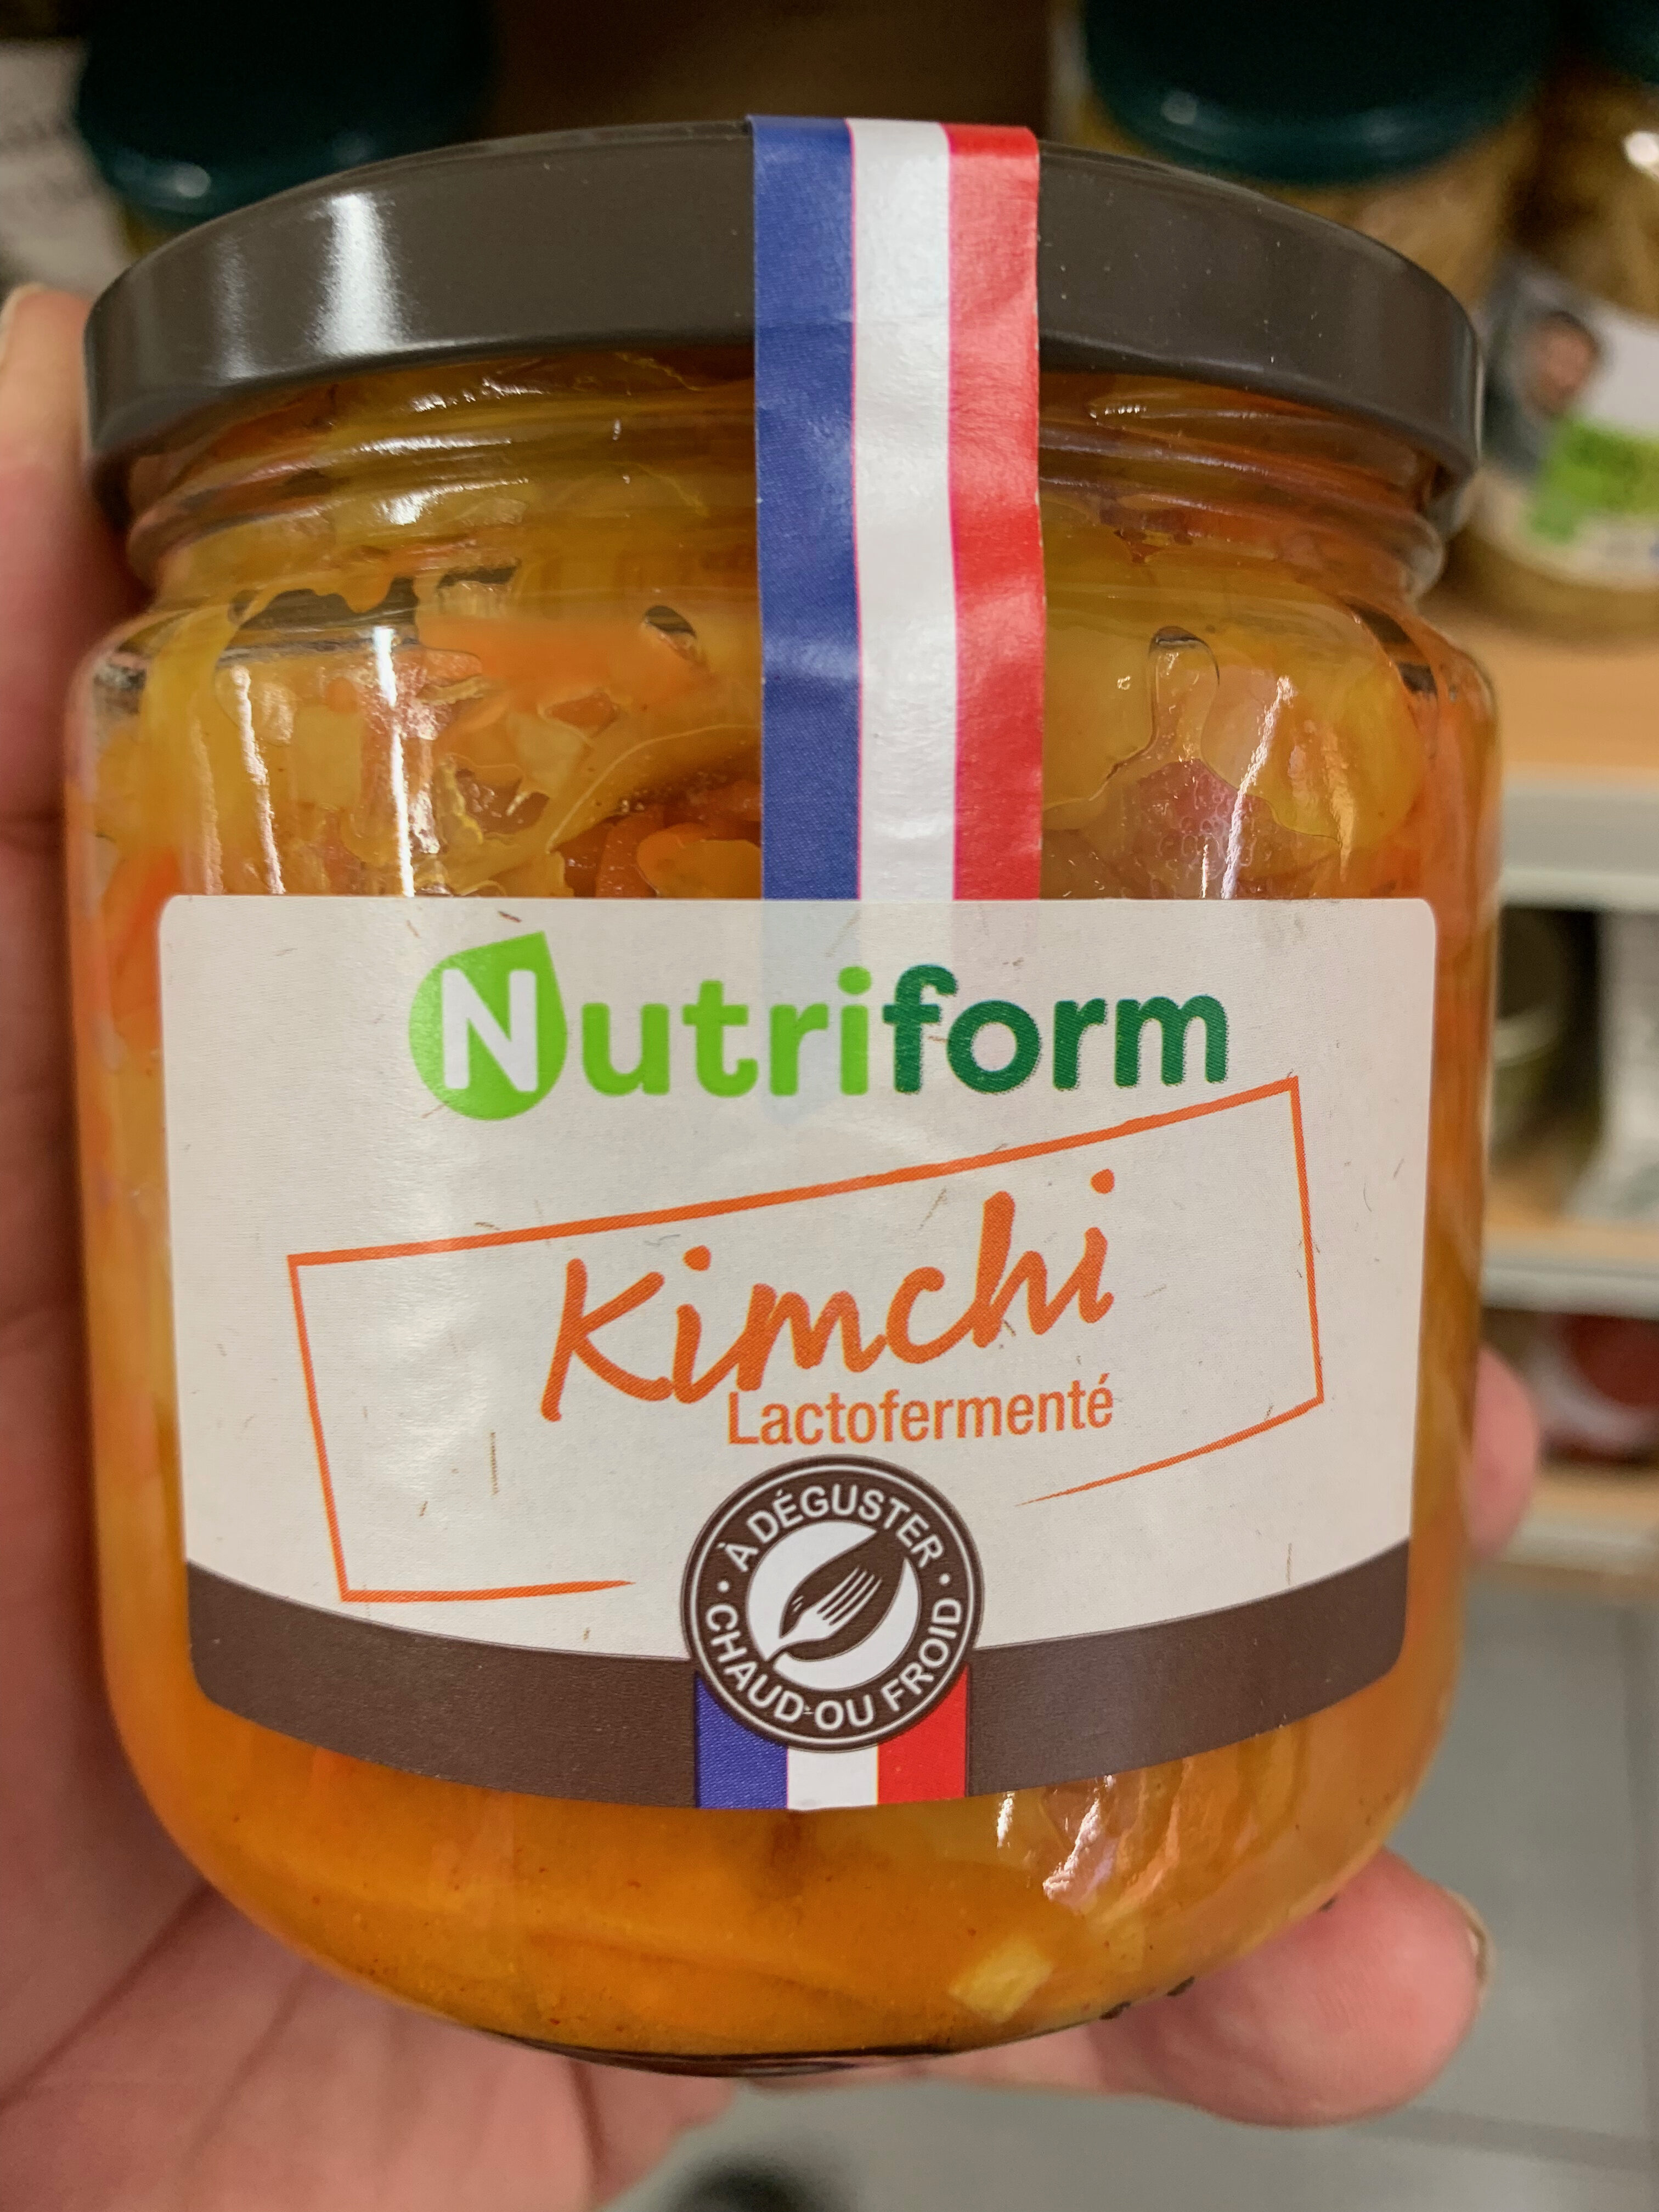 Nutriform
Kimchi
Lactofermenté
• À DÉGUSTER •
CHAUD OU FROID